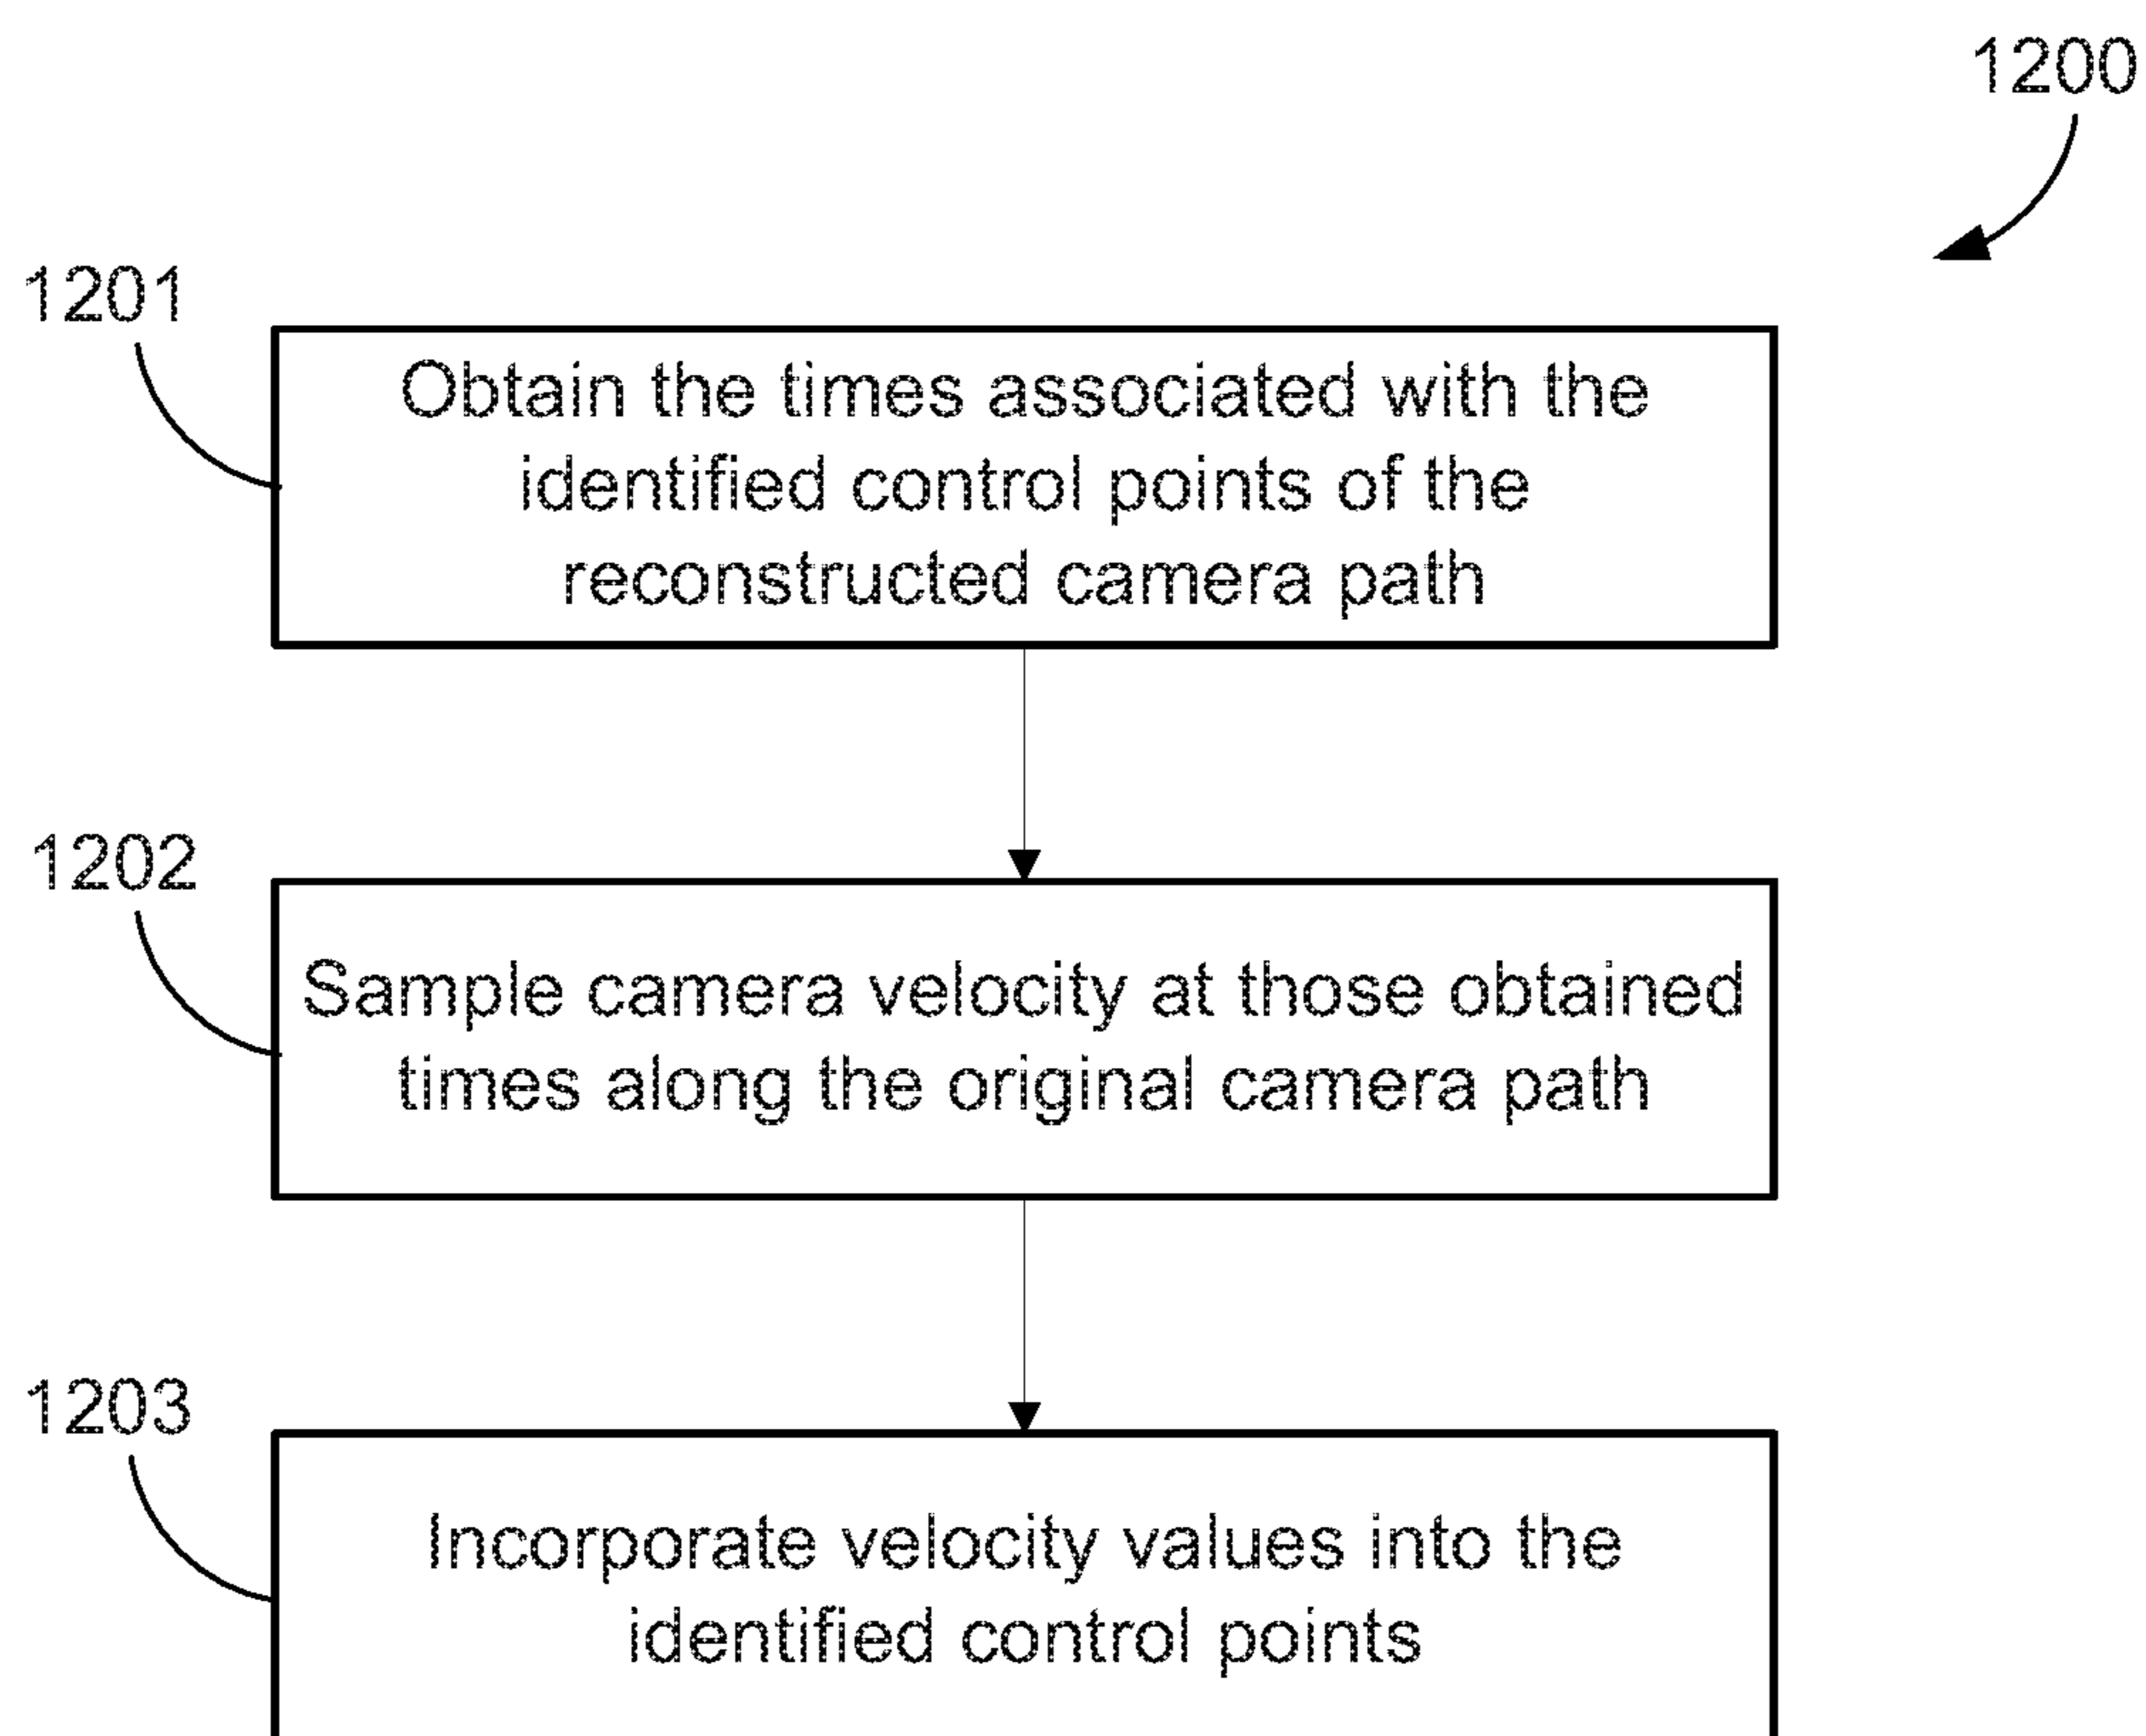 1200
1201
Obtain the times associated with the
identified control points of the
reconstructed camera path
1202
Sample camera velocity at those obtained
times along the original camera path
1203
Incorporate velocity values into the
identified control points